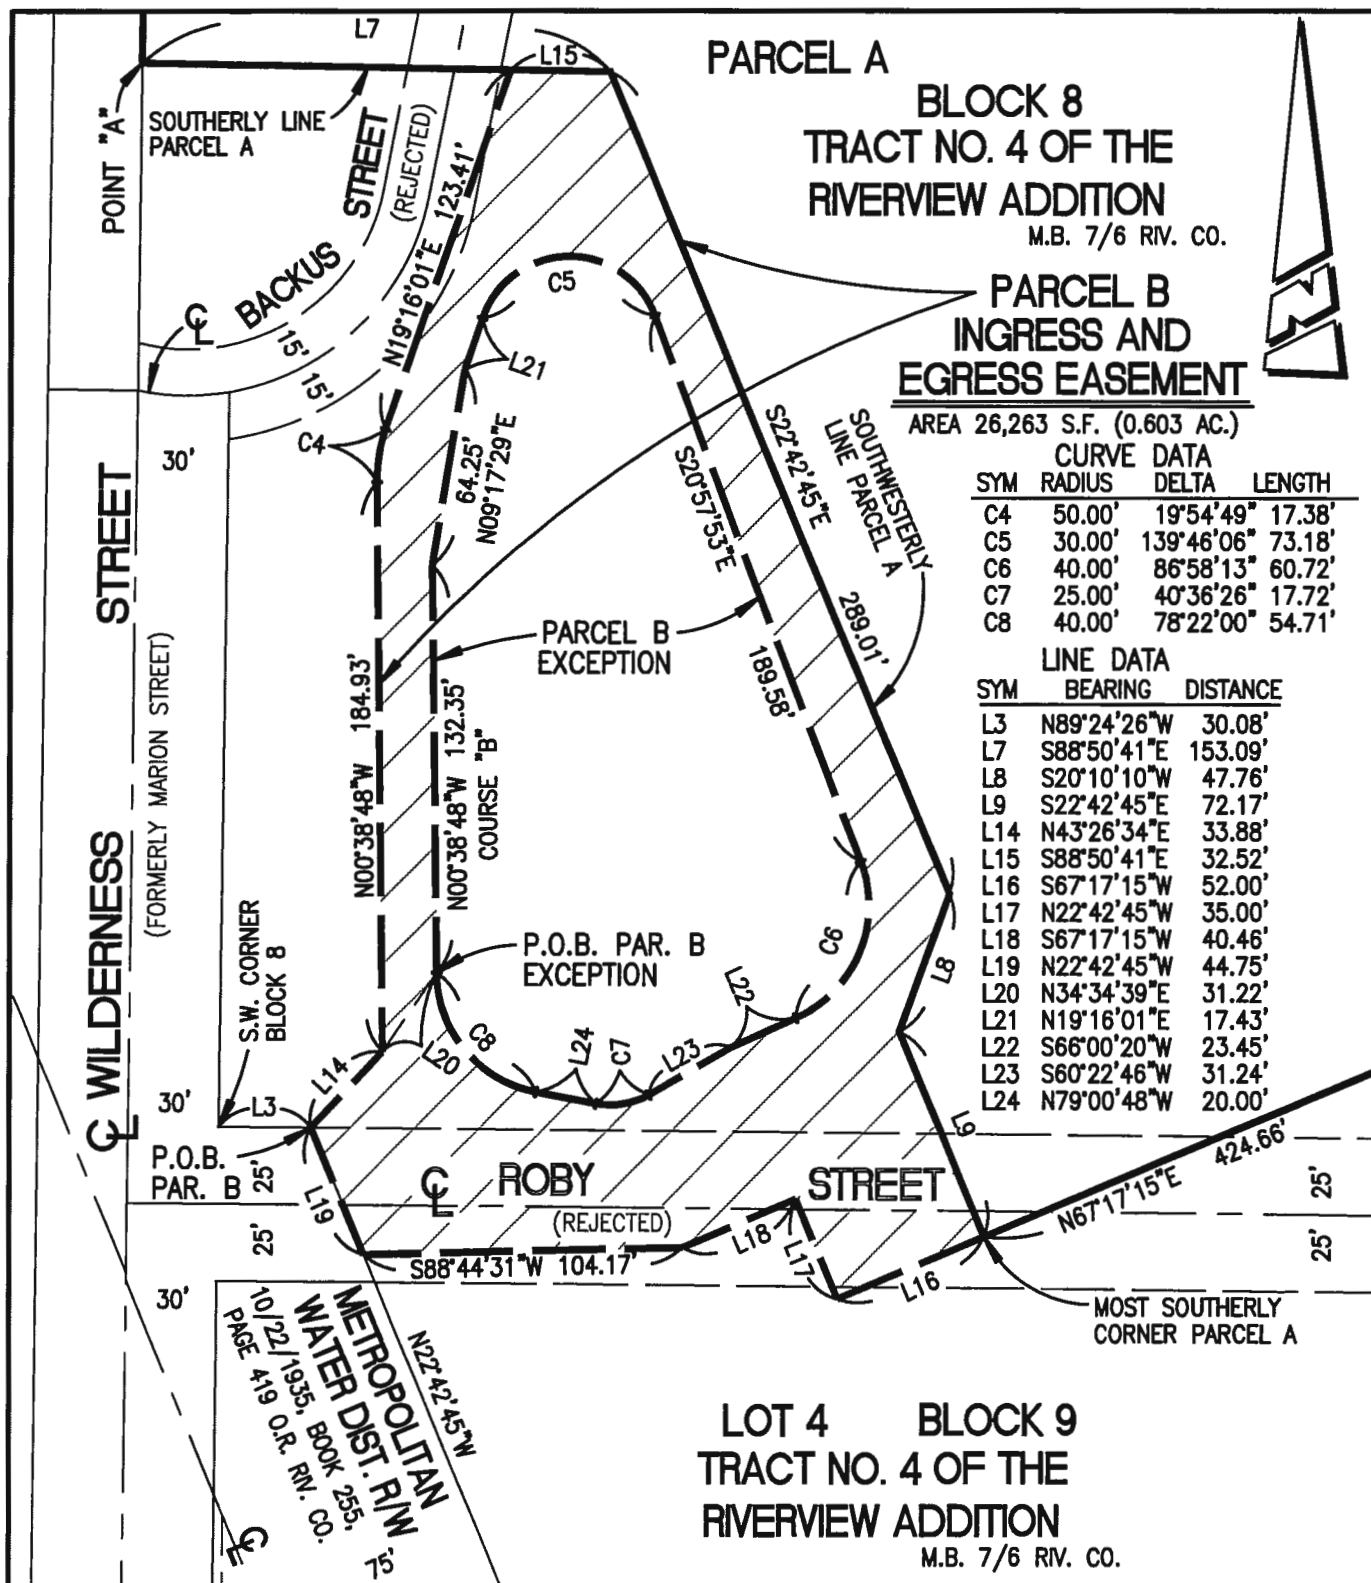 L7
L15
PARCEL A
BLOCK 8
TRACT NO. 4 OF THE
RIVERVIEW ADDITION
M.B. 7/6 RIV. CO.
POINT "A"
SOUTHERLY LINE
PARCEL A
STREET
(REJECTED)
BACKUS
℄
15'
15'
N19°16'01"E 123.41'
C5
L21
C4
64.25'
N09°17'29"E
PARCEL B
INGRESS AND
EGRESS EASEMENT
AREA 26,263 S.F. (0.603 AC.)
CURVE DATA
SYM RADIUS DELTA LENGTH
C4 50.00' 19°54'49" 17.38'
C5 30.00' 139°46'06" 73.18'
C6 40.00' 86°58'13" 60.72'
C7 25.00' 40°36'26" 17.72'
C8 40.00' 78°22'00" 54.71'
LINE DATA
SYM BEARING DISTANCE
L3 N89°24'26"W 30.08'
L7 S88°50'41"E 153.09'
L8 S20°10'10"W 47.76'
L9 S22°42'45"E 72.17'
L14 N43°26'34"E 33.88'
L15 S88°50'41"E 32.52'
L16 S67°17'15"W 52.00'
L17 N22°42'45"W 35.00'
L18 S67°17'15"W 40.46'
L19 N22°42'45"W 44.75'
L20 N34°34'39"E 31.22'
L21 N19°16'01"E 17.43'
L22 S66°00'20"W 23.45'
L23 S60°22'46"W 31.24'
L24 N79°00'48"W 20.00'
S22°42'45"E
289.01'
SOUTHWESTERLY
LINE PARCEL A
S20°57'53"E
189.58'
30'
STREET
℄ WILDERNESS
(FORMERLY MARION STREET)
PARCEL B
EXCEPTION
N00°38'48"W 184.93'
N00°38'48"W 132.35'
COURSE "B"
P.O.B. PAR. B
EXCEPTION
S.W. CORNER
BLOCK 8
C6
L8
L22
L23
C7
L24
C8
L20
L14
L3
30'
P.O.B.
PAR. B
25'
25'
30'
L19
℄ ROBY
STREET
(REJECTED)
L9
L18
L17
L16
S88°44'31"W 104.17'
N67°17'15"E
424.66'
25'
25'
MOST SOUTHERLY
CORNER PARCEL A
N22°42'45"W
METROPOLITAN
WATER DIST. R/W
10/22/1935, BOOK 255,
PAGE 419 O.R. RIV. CO.
75'
℄
LOT 4 BLOCK 9
TRACT NO. 4 OF THE
RIVERVIEW ADDITION
M.B. 7/6 RIV. CO.